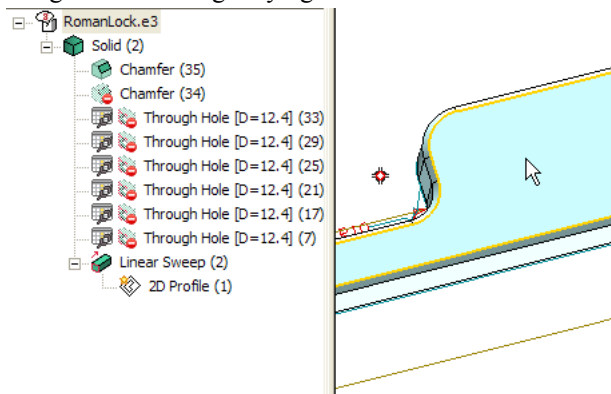 RomanLock.e3
Solid (2)
Chamfer (35)
Chamfer (34)
Through Hole [D=12.4] (33)
Through Hole [D=12.4] (29)
Through Hole [D=12.4] (25)
Through Hole [D=12.4] (21)
Through Hole [D=12.4] (17)
Through Hole [D=12.4] (7)
Linear Sweep (2)
2D Profile (1)